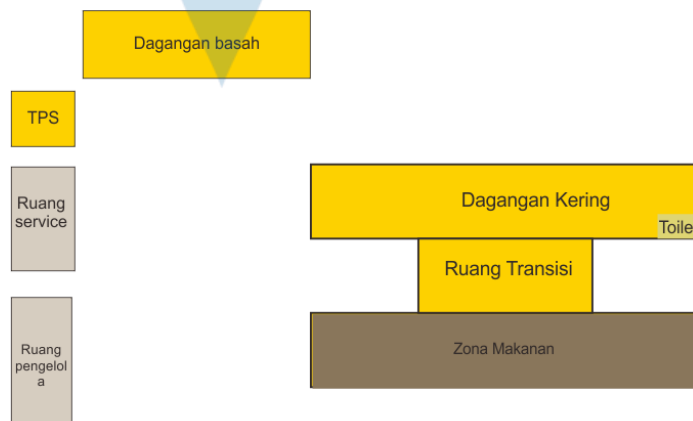 Dagangan basah
TPS
Ruang
service
Dagangan Kering
Toile
Ruang Transisi
Ruang
pengelol
a
Zona Makanan